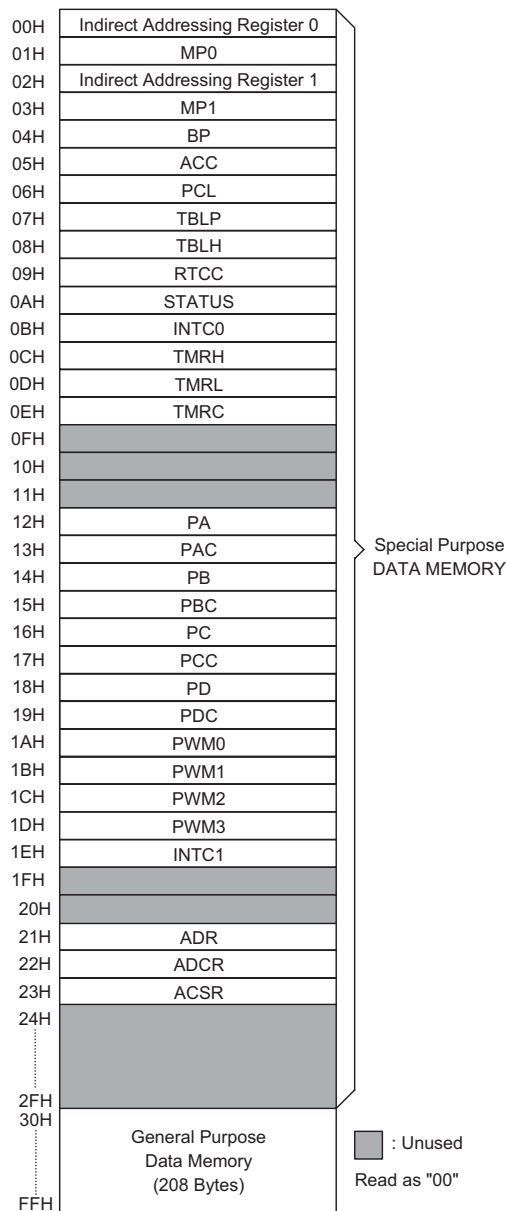 00H Indirect Addressing Register 0
01H MP0
02H Indirect Addressing Register 1
03H MP1
04H BP
05H ACC
06H PCL
07H TBLP
08H TBLH
09H RTCC
0AH STATUS
0BH INTC0
0CH TMRH
0DH TMRL
0EH TMRC
0FH
10H
11H
12H PA
13H PAC
14H PB
15H PBC
16H PC
17H PCC
18H PD
19H PDC
1AH PWM0
1BH PWM1
1CH PWM2
1DH PWM3
1EH INTC1
1FH
20H
21H ADR
22H ADCR
23H ACSR
24H
2FH
30H
FFH
Special Purpose
DATA MEMORY
General Purpose
Data Memory
(208 Bytes)
: Unused
Read as "00"